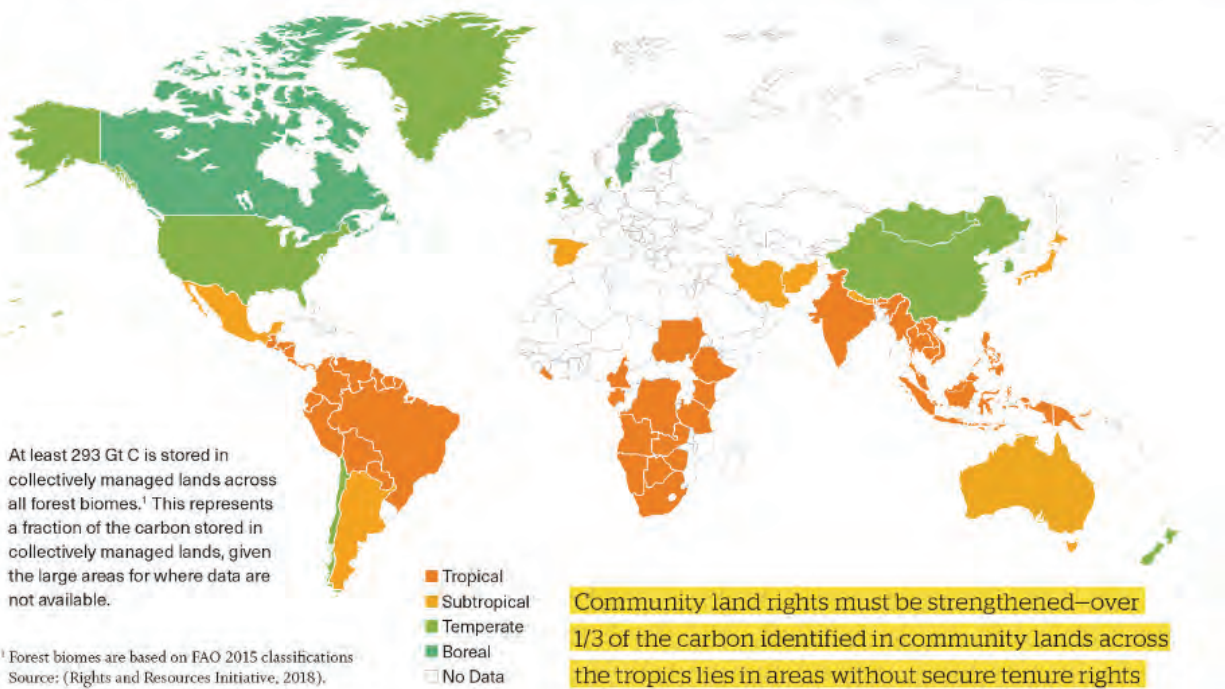 At least 293 Gt C is stored in
collectively managed lands across
all forest biomes.¹ This represents
a fraction of the carbon stored in
collectively managed lands, given
the large areas for where data are
not available.
¹ Forest biomes are based on FAO 2015 classifications
Source: (Rights and Resources Initiative, 2018).
Tropical
Subtropical
Temperate
Boreal
No Data
Community land rights must be strengthened—over
1/3 of the carbon identified in community lands across
the tropics lies in areas without secure tenure rights